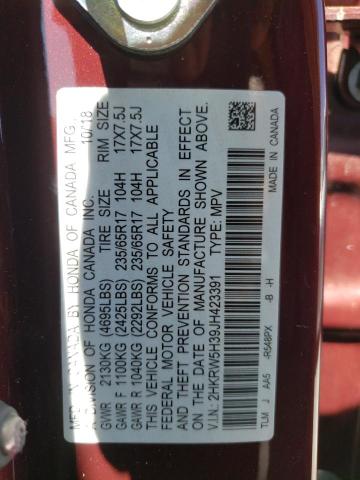 MFD. IN CANADA BY HONDA OF CANADA MFG.,
A DIVISION OF HONDA CANADA INC. 10/18
TIRE SIZE RIM SIZE
GVWR 2130KG (4695LBS)
GAWR F 1100KG (2425LBS) 235/65R17 104H 17X7.5J
GAWR R 1040KG (2292LBS) 235/65R17 104H 17X7.5J
THIS VEHICLE CONFORMS TO ALL APPLICABLE
FEDERAL MOTOR VEHICLE SAFETY
AND THEFT PREVENTION STANDARDS IN EFFECT
ON THE DATE OF MANUFACTURE SHOWN ABOVE.
V.I.N.: 2HKRW5H39JH423391 TYPE: MPV
TLM J AA5 -R548PX -B -H
MADE IN CANADA